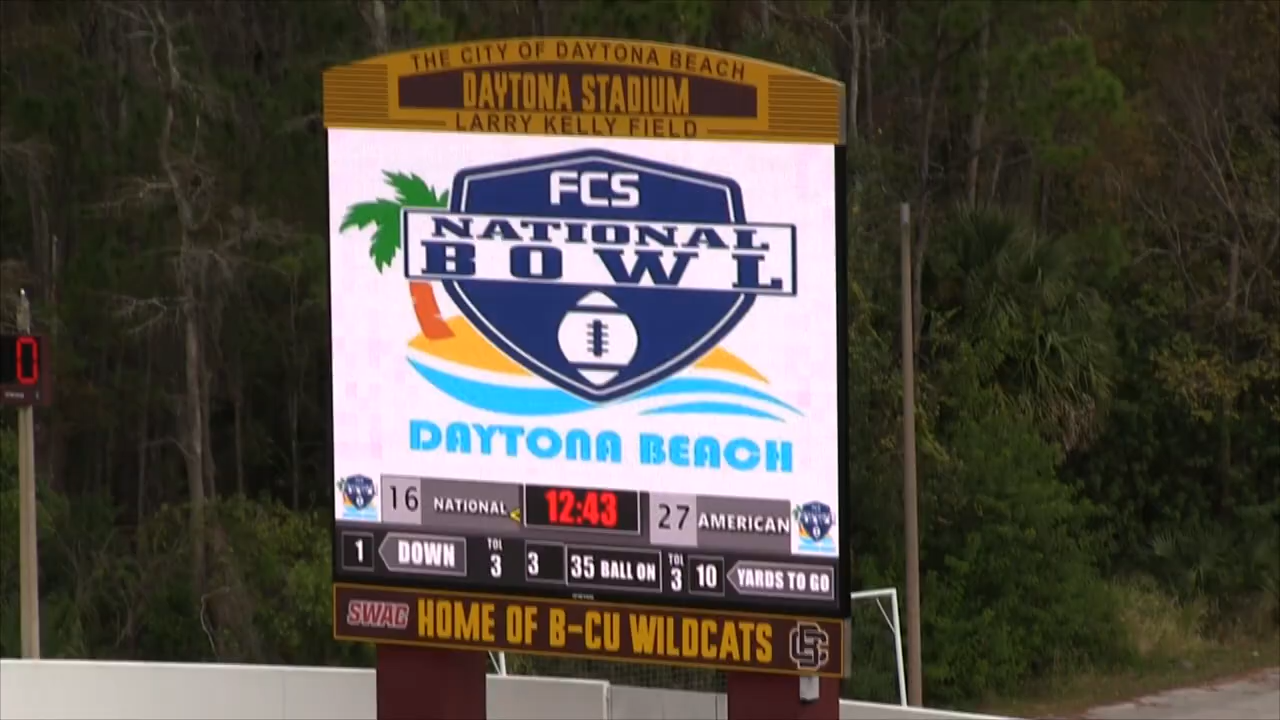 THE CITY OF DAYTONA BEACH
DAYTONA STADIUM
LARRY KELLY FIELD
FCS
NATIONAL
BOWL
DAYTONA BEACH
0
16 NATIONAL 12:43 27 AMERICAN
1 DOWN TOL 3 3 35 BALL ON TOL 3 10 YARDS TO GO
SWAC HOME OF B-CU WILDCATS